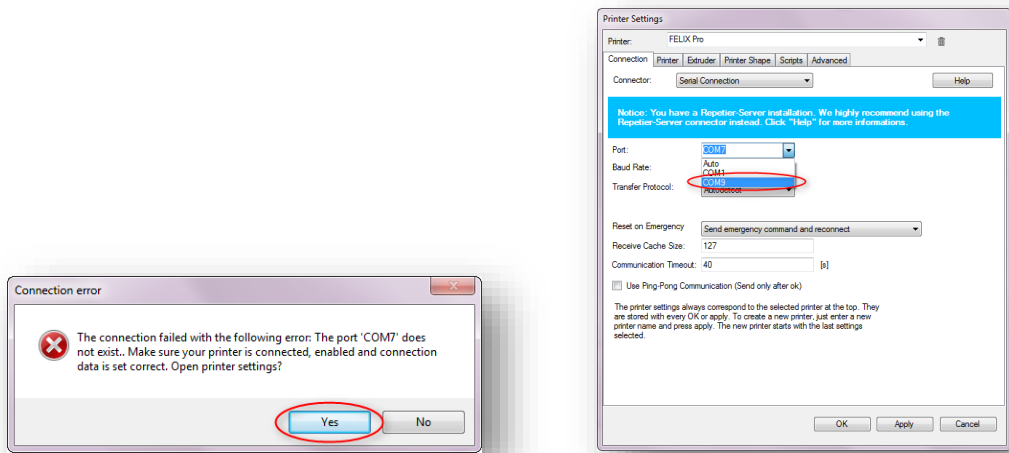 Connection error
The connection failed with the following error: The port 'COM7' does
not exist.. Make sure your printer is connected, enabled and connection
data is set correct. Open printer settings?
Yes
No
Printer Settings
Printer: FELIX Pro
Connection Printer Extruder Printer Shape Scripts Advanced
Connector: Serial Connection Help
Notice: You have a Repetier-Server installation. We highly recommend using the
Repetier-Server connector instead. Click "Help" for more informations.
Port: COM7
Auto
Baud Rate:
COM1
COM9
Transfer Protocol: Autodetect
Reset on Emergency Send emergency command and reconnect
Receive Cache Size: 127
Communication Timeout: 40 [s]
Use Ping-Pong Communication (Send only after ok)
The printer settings always correspond to the selected printer at the top. They
are stored with every OK or apply. To create a new printer, just enter a new
printer name and press apply. The new printer starts with the last settings
selected.
OK Apply Cancel